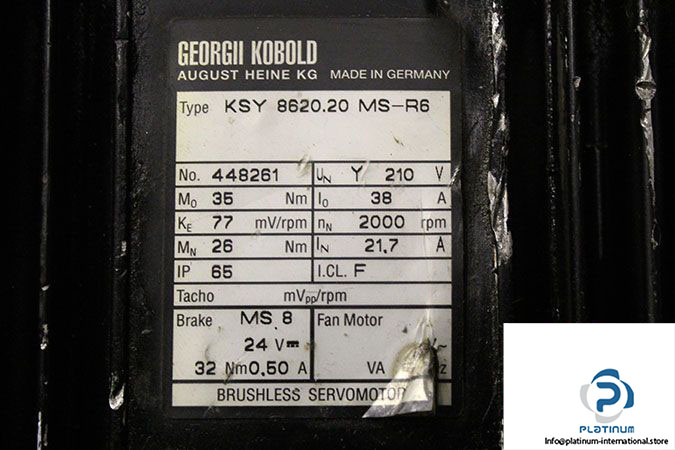 GEORGII KOBOLD
AUGUST HEINE KG MADE IN GERMANY
Type KSY 8620.20 MS-R6
No. 448261 UN Y 210 V
M0 35 Nm I0 38 A
KE 77 mV/rpm nN 2000 rpm
MN 26 Nm IN 21,7 A
IP 65 I.CL. F
Tacho mVpp/rpm
Brake MS 8 Fan Motor
24 V
32 Nm 0,50 A VA
BRUSHLESS SERVOMOTOR
PLATINUM
Info@platinum-international.store